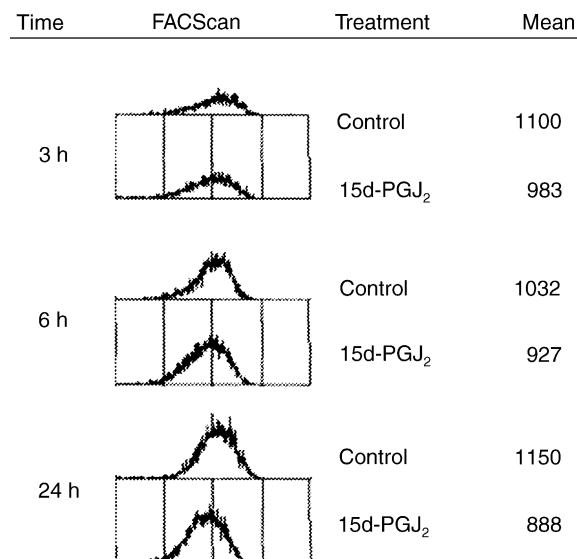 Time FACScan Treatment Mean
Control 1100
3 h
15d-PGJ₂ 983
Control 1032
6 h
15d-PGJ₂ 927
Control 1150
24 h
15d-PGJ₂ 888